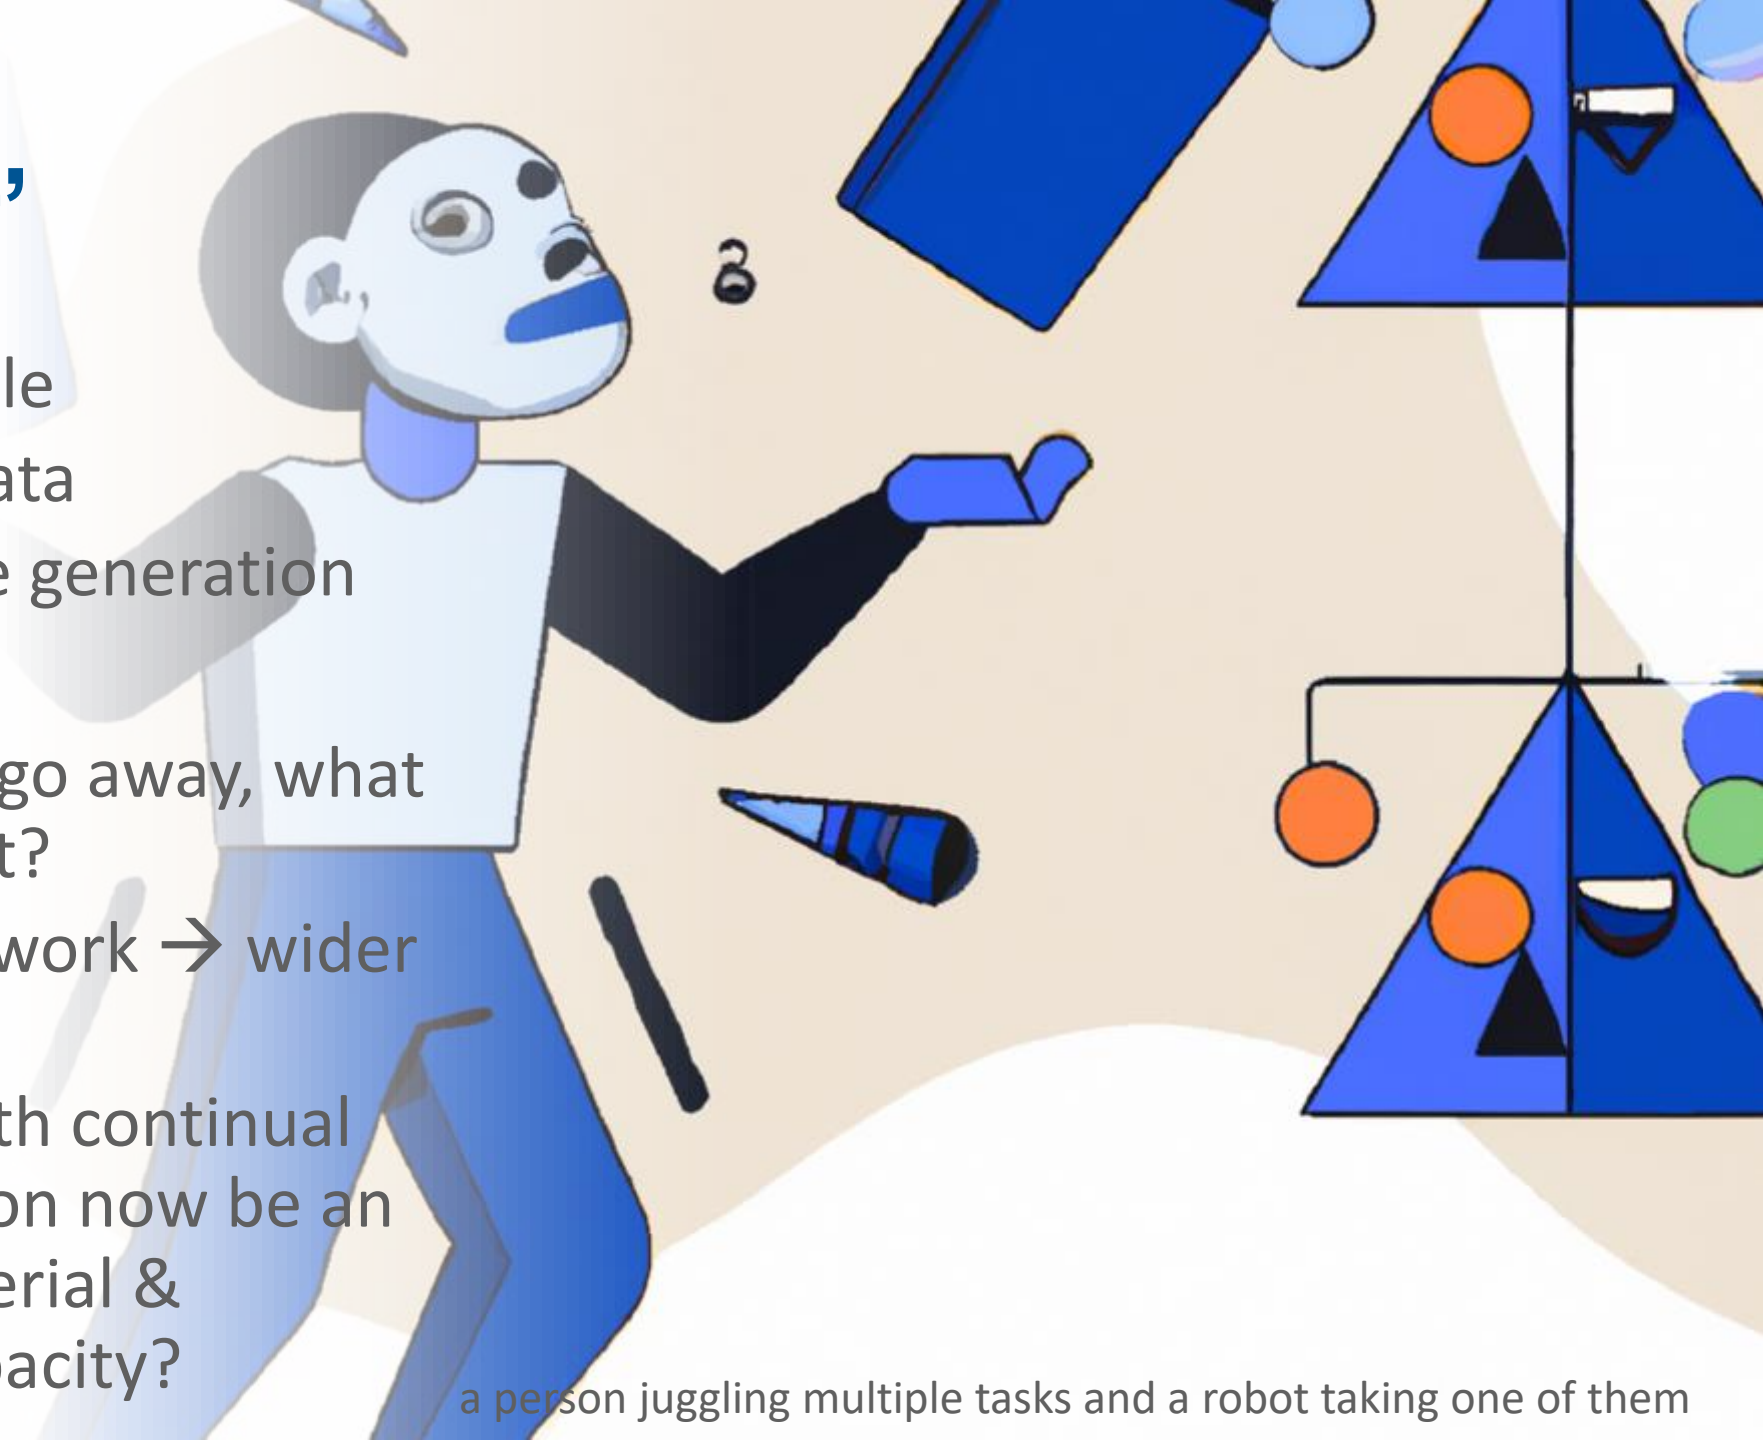 ,
le
ata
e generation
go away, what
t?
work → wider
th continual
on now be an
erial &
pacity?
a person juggling multiple tasks and a robot taking one of them